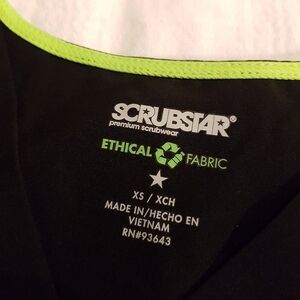 SCRUBSTAR®
premium scrubwear
ETHICAL FABRIC
XS / XCH
MADE IN/HECHO EN
VIETNAM
RN#93643